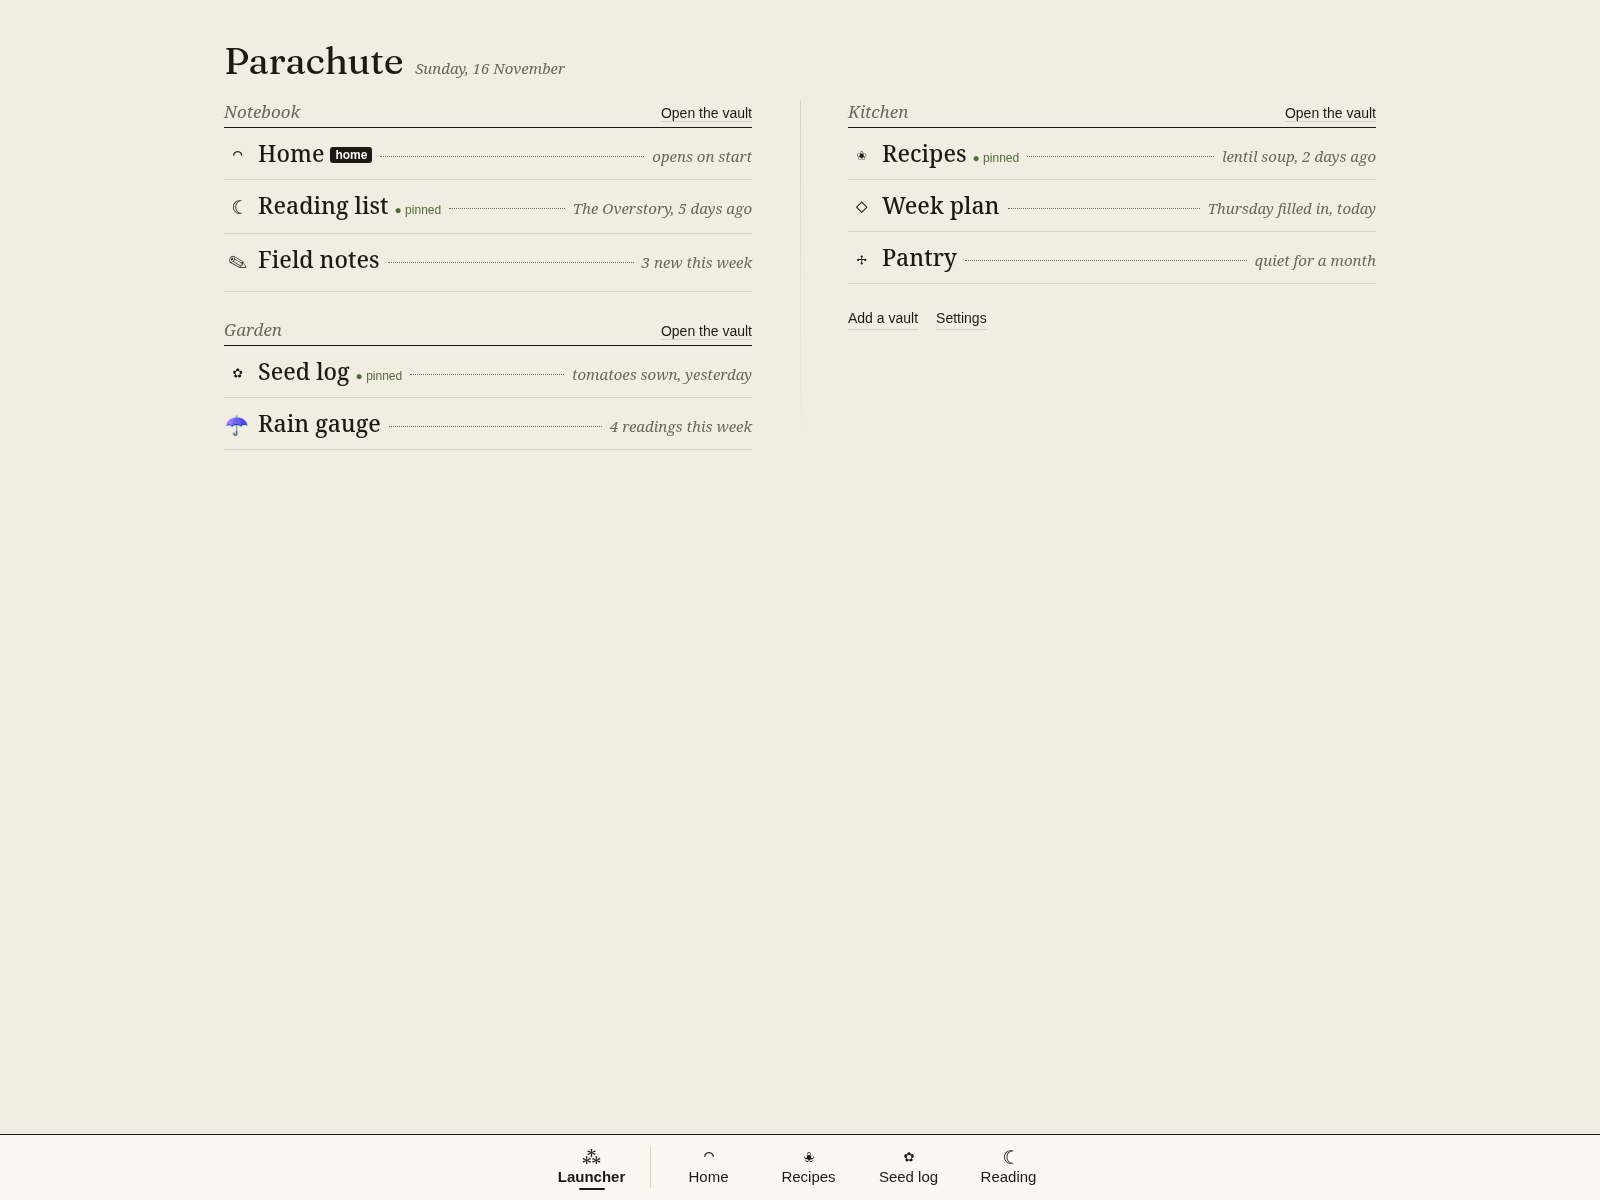 Parachute Sunday, 16 November
Notebook Open the vault
Home home opens on start
Reading list ● pinned The Overstory, 5 days ago
Field notes 3 new this week
Garden Open the vault
Seed log ● pinned tomatoes sown, yesterday
Rain gauge 4 readings this week
Kitchen Open the vault
Recipes ● pinned lentil soup, 2 days ago
Week plan Thursday filled in, today
Pantry quiet for a month
Add a vault Settings
Launcher Home Recipes Seed log Reading